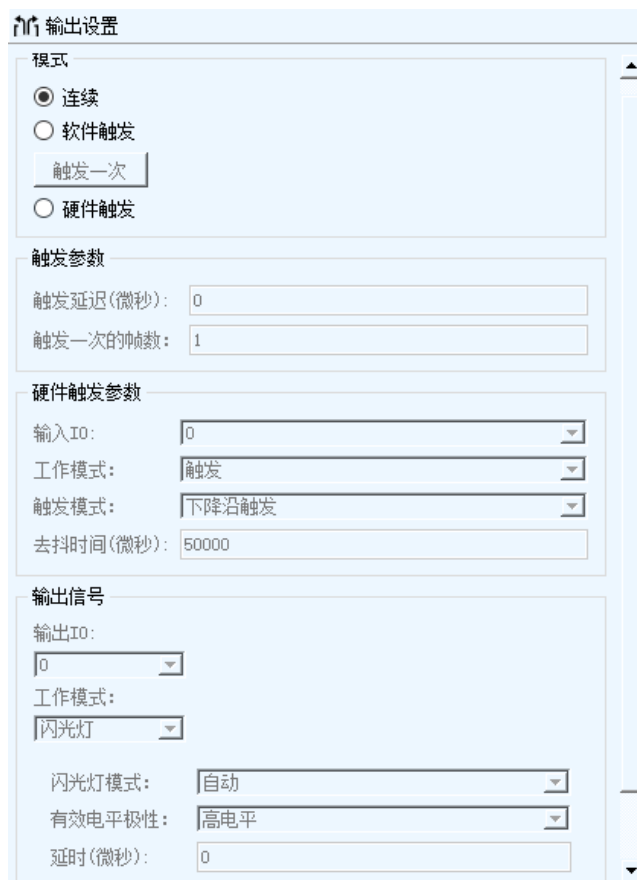 输出设置
模式
连续
软件触发
触发一次
硬件触发
触发参数
触发延迟(微秒): 0
触发一次的帧数: 1
硬件触发参数
输入IO: 0
工作模式: 触发
触发模式: 下降沿触发
去抖时间(微秒): 50000
输出信号
输出IO:
0
工作模式:
闪光灯
闪光灯模式: 自动
有效电平极性: 高电平
延时(微秒): 0